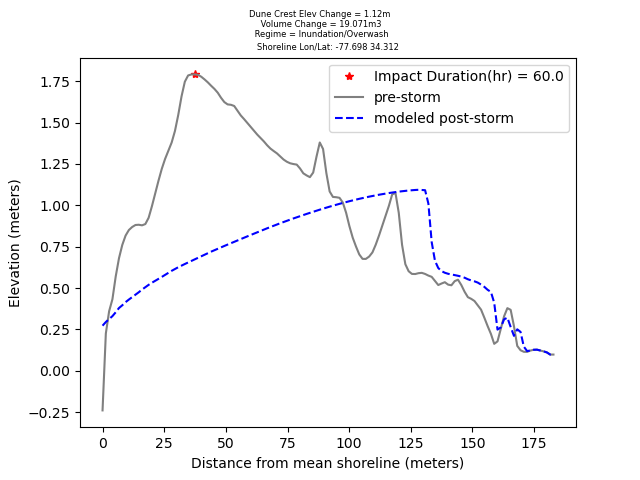 Dune Crest Elev Change = 1.12m
Volume Change = 19.071m3
Regime = Inundation/Overwash
Shoreline Lon/Lat: -77.698 34.312
Impact Duration(hr) = 60.0
pre-storm
modeled post-storm
1.75
1.50
1.25
1.00
0.75
0.50
0.25
0.00
−0.25
Elevation (meters)
0 25 50 75 100 125 150 175
Distance from mean shoreline (meters)